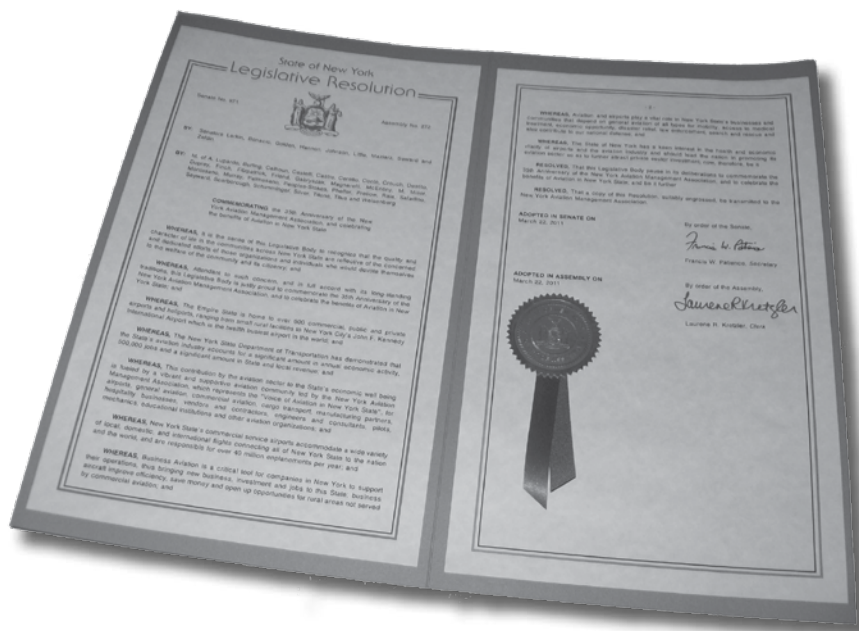 State of New York
Legislative Resolution
Senate No. 971
Assembly No. 373
BY: Senators Larkin, Golden, Johnson, Little, and
BY: M. of A. Lupardo, Burling, Calhoun, Castelli, Castro,
COMMEMORATING the 35th Anniversary of the New
York Aviation Management Association, and celebrating
the benefits of Aviation in New York State
WHEREAS, It is the sense of this Legislative Body to recognize that the quality and
character of life in the communities across New York State are reflective of the concerned
and dedicated efforts of those organizations and individuals who would devote themselves
to the welfare of the community and its citizenry; and
WHEREAS, Attendant to such concern, and in full accord with its long-standing
traditions, this Legislative Body is justly proud to commemorate the 35th Anniversary of the
New York Aviation Management Association, and to celebrate the benefits of Aviation in New
York State; and
WHEREAS, The Empire State is home to over 500 commercial, public and private
airports and heliports, ranging from small rural facilities to New York City's John F. Kennedy
International Airport which is the twelfth busiest airport in the world; and
WHEREAS, The New York State Department of Transportation has demonstrated that
the State's aviation industry accounts for a significant amount in annual economic activity,
500,000 jobs and a significant amount in State and local revenue; and
WHEREAS, This contribution by the aviation sector to the State's economic well being
is fueled by a vibrant and supportive aviation community led by the New York Aviation
Management Association, which represents the "Voice of Aviation in New York State", for
airports, general aviation, commercial aviation, cargo transport, manufacturing partners,
hospitality businesses, vendors and contractors, engineers and consultants, pilots,
mechanics, educational institutions and other aviation organizations; and
WHEREAS, New York State's commercial service airports accommodate a wide variety
of local, domestic, and international flights connecting all of New York State to the nation
and the world, and are responsible for over 40 million enplanements per year; and
WHEREAS, Business Aviation is a critical tool for companies in New York to support
their operations, thus bringing new business, investment and jobs to this State; business
aircraft improve efficiency, save money and open up opportunities for rural areas not served
by commercial aviation; and
WHEREAS, Aviation and airports play a vital role in New York State's businesses and
communities that depend on general aviation of all types for mobility, access to medical
treatment, economic opportunity, disaster relief, law enforcement, search and rescue and
also contribute to our national defense; and
WHEREAS, The State of New York has a keen interest in the health and economic
vitality of airports and the aviation industry and should lead the nation in promoting its
aviation sector so as to further attract private sector investment; now, therefore, be it
RESOLVED, That this Legislative Body pause in its deliberations to commemorate the
35th Anniversary of the New York Aviation Management Association, and to celebrate the
benefits of Aviation in New York State; and be it further
RESOLVED, That a copy of this Resolution, suitably engrossed, be transmitted to the
New York Aviation Management Association.
ADOPTED IN SENATE ON
March 22, 2011
By order of the Senate,
Francis W. Patience
Francis W. Patience, Secretary
ADOPTED IN ASSEMBLY ON
March 22, 2011
By order of the Assembly,
Laurene R. Kretzler
Laurene R. Kretzler, Clerk